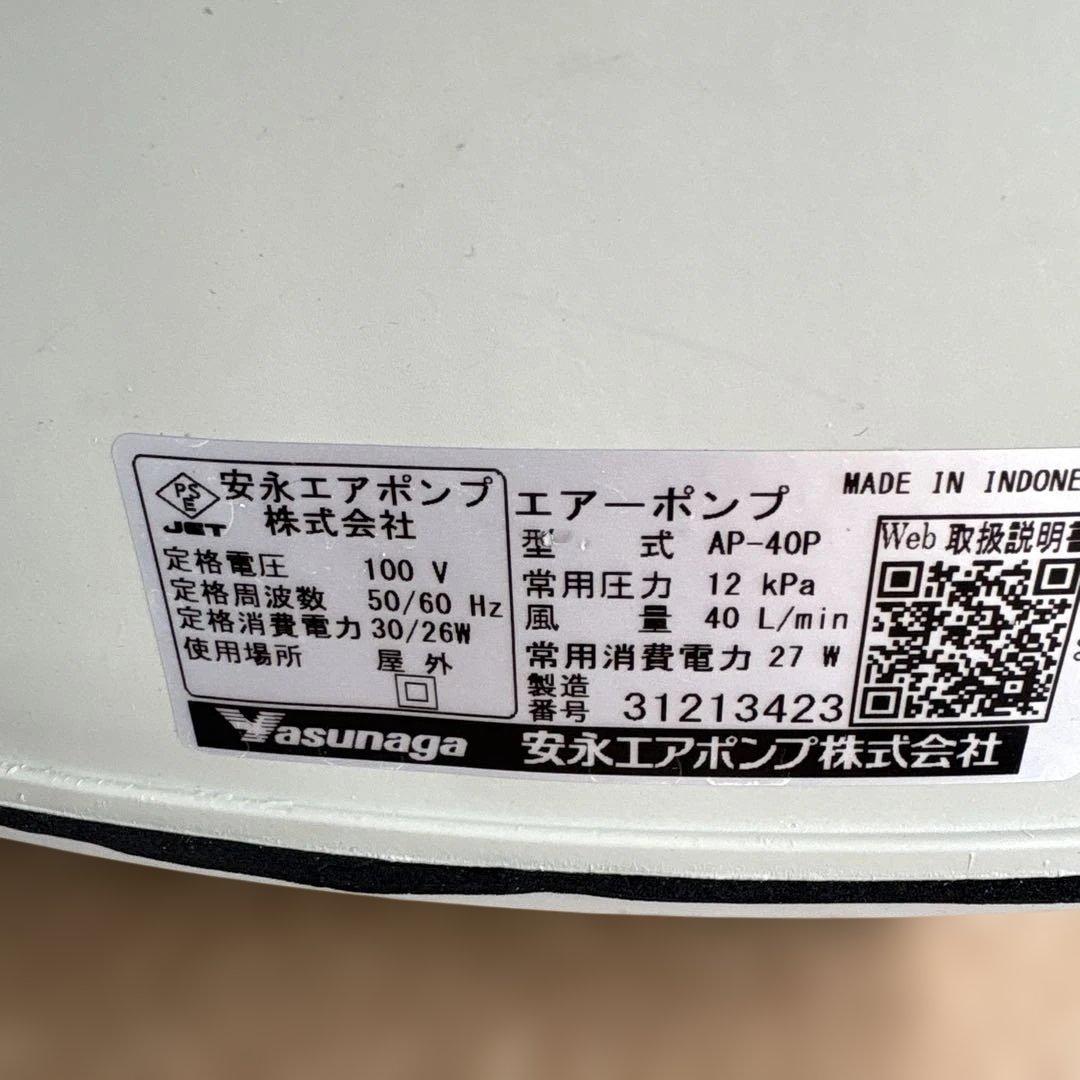 PSE
JET
安永エアポンプ
株式会社
定格電圧 100 V
定格周波数 50/60 Hz
定格消費電力 30/26W
使用場所 屋外
エアーポンプ
MADE IN INDONE
型式 AP-40P
常用圧力 12 kPa
風量 40 L/min
常用消費電力 27 W
製造
番号 31213423
Web 取扱説明書
Yasunaga 安永エアポンプ株式会社